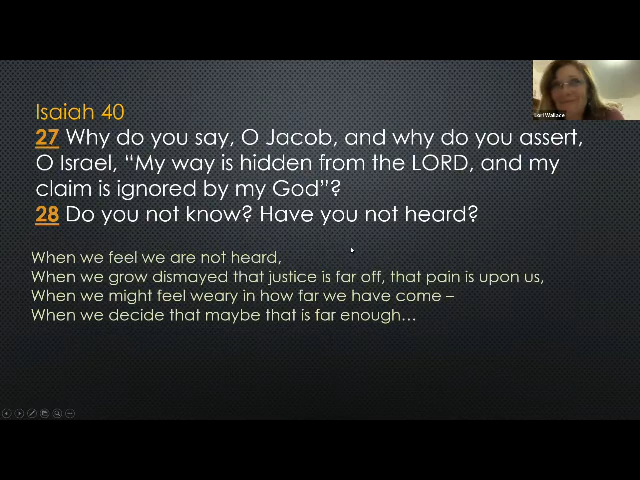 Isaiah 40
27 Why do you say, O Jacob, and why do you assert,
O Israel, “My way is hidden from the LORD, and my
claim is ignored by my God”?
28 Do you not know? Have you not heard?
When we feel we are not heard,
When we grow dismayed that justice is far off, that pain is upon us,
When we might feel weary in how far we have come –
When we decide that maybe that is far enough…
Lori Wallace